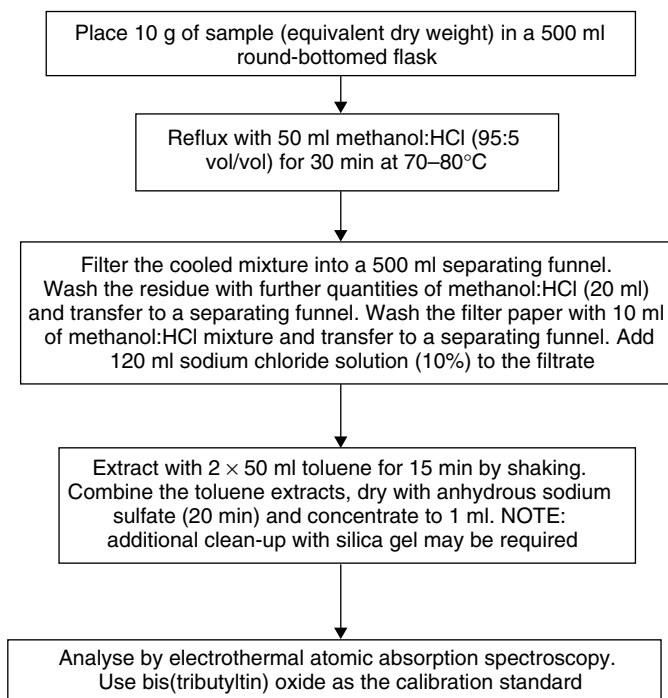 Place 10 g of sample (equivalent dry weight) in a 500 ml
round-bottomed flask
Reflux with 50 ml methanol:HCl (95:5
vol/vol) for 30 min at 70–80°C
Filter the cooled mixture into a 500 ml separating funnel.
Wash the residue with further quantities of methanol:HCl (20 ml)
and transfer to a separating funnel. Wash the filter paper with 10 ml
of methanol:HCl mixture and transfer to a separating funnel. Add
120 ml sodium chloride solution (10%) to the filtrate
Extract with 2 × 50 ml toluene for 15 min by shaking.
Combine the toluene extracts, dry with anhydrous sodium
sulfate (20 min) and concentrate to 1 ml. NOTE:
additional clean-up with silica gel may be required
Analyse by electrothermal atomic absorption spectroscopy.
Use bis(tributyltin) oxide as the calibration standard